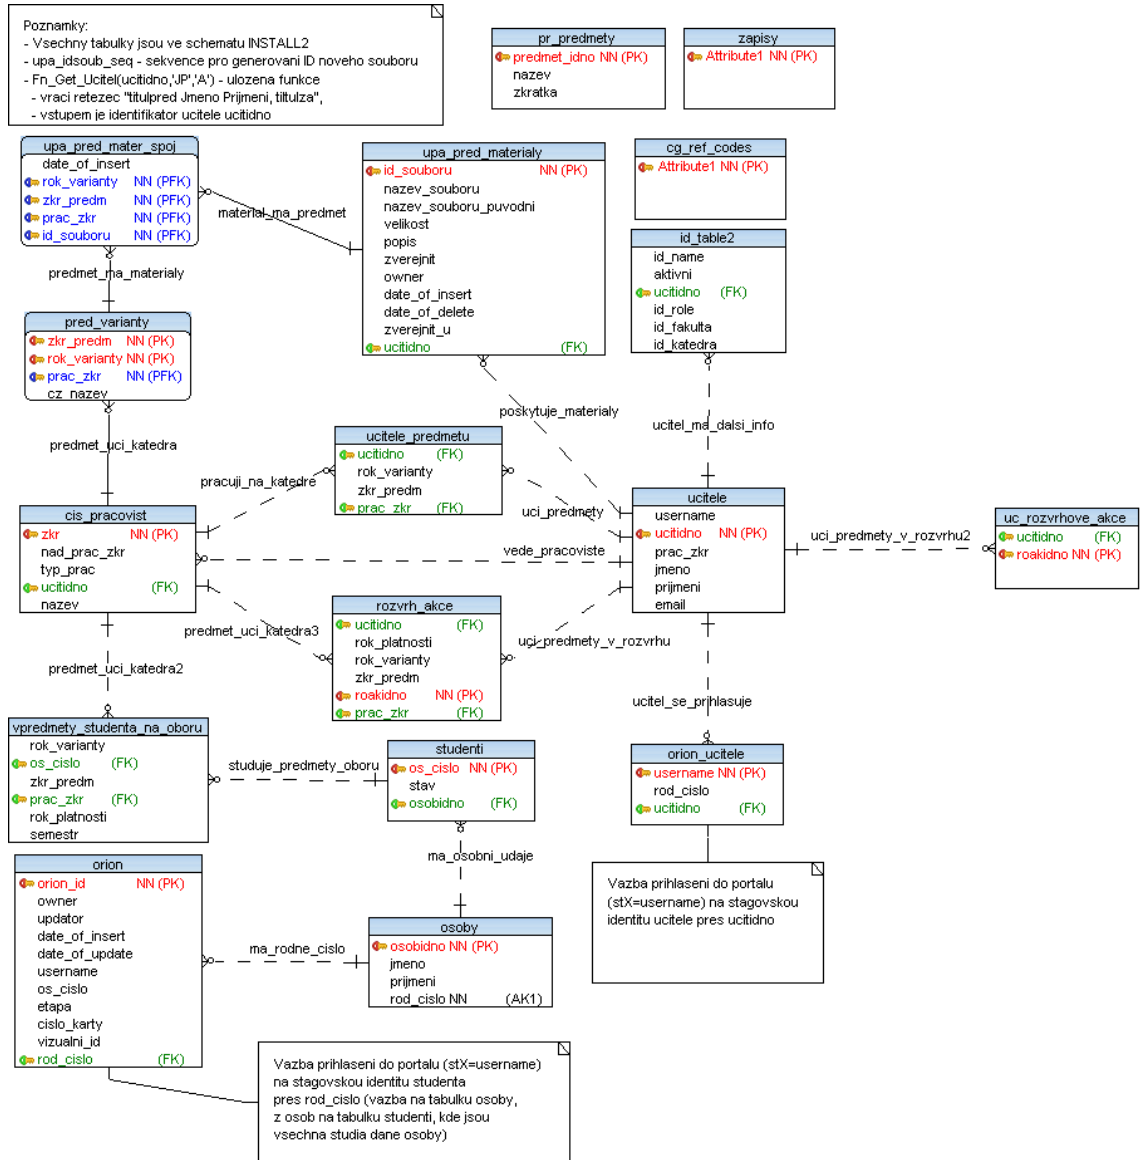 Poznamky:
- Vsechny tabulky jsou ve schematu INSTALL2
- upa_idsoub_seq - sekvence pro generovani ID noveho souboru
- Fn_Get_Ucitel(ucitidno,'JP','A') - ulozena funkce
- vraci retezec "titulpred Jmeno Prijmeni, tiltulza",
- vstupem je identifikator ucitele ucitidno
pr_predmety
predmet_idno NN (PK)
nazev
zkratka
zapisy
Attribute1 NN (PK)
upa_pred_mater_spoj
date_of_insert
rok_varianty NN (PFK)
zkr_predm NN (PFK)
prac_zkr NN (PFK)
id_souboru NN (PFK)
material_ma_predmet
upa_pred_materialy
id_souboru NN (PK)
nazev_souboru
nazev_souboru_puvodni
velikost
popis
zverejnit
owner
date_of_insert
date_of_delete
zverejnit_u
ucitidno (FK)
cg_ref_codes
Attribute1 NN (PK)
id_table2
id_name
aktivni
ucitidno (FK)
id_role
id_fakulta
id_katedra
predmet_ma_materialy
pred_varianty
zkr_predm NN (PK)
rok_varianty NN (PK)
prac_zkr NN (PFK)
cz_nazev
predmet_uci_katedra
poskytuje_materialy
ucitel_ma_dalsi_info
ucitele_predmetu
ucitidno (FK)
rok_varianty
zkr_predm
prac_zkr (FK)
pracuji_na_katedre
uci_predmety
vede_pracoviste
cis_pracovist
zkr NN (PK)
nad_prac_zkr
typ_prac
ucitidno (FK)
nazev
ucitele
username
ucitidno NN (PK)
prac_zkr
jmeno
prijmeni
email
uci_predmety_v_rozvrhu2
uc_rozvrhove_akce
ucitidno (FK)
roakidno NN (PK)
predmet_uci_katedra3
rozvrh_akce
ucitidno (FK)
rok_platnosti
rok_varianty
zkr_predm
roakidno NN (PK)
prac_zkr (FK)
uci_predmety_v_rozvrhu
predmet_uci_katedra2
ucitel_se_prihlasuje
vpredmety_studenta_na_oboru
rok_varianty
os_cislo (FK)
zkr_predm
prac_zkr (FK)
rok_platnosti
semestr
studuje_predmety_oboru
studenti
os_cislo NN (PK)
stav
osobidno (FK)
orion_ucitele
username NN (PK)
rod_cislo
ucitidno (FK)
ma_osobni_udaje
orion
orion_id NN (PK)
owner
updator
date_of_insert
date_of_update
username
os_cislo
etapa
cislo_karty
vizualni_id
rod_cislo (FK)
ma_rodne_cislo
osoby
osobidno NN (PK)
jmeno
prijmeni
rod_cislo NN (AK1)
Vazba prihlaseni do portalu
(stX=username) na stagovskou
identitu ucitele pres ucitidno
Vazba prihlaseni do portalu (stX=username)
na stagovskou identitu studenta
pres rod_cislo (vazba na tabulku osoby,
z osob na tabulku studenti, kde jsou
vsechna studia dane osoby)